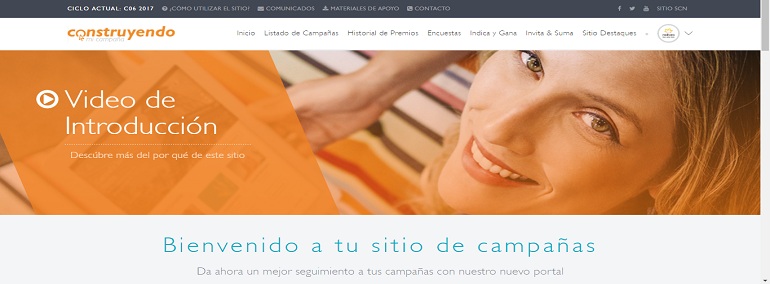 CICLO ACTUAL: C06 2017 ¡CÓMO UTILIZAR EL SITIO! COMUNICADOS MATERIALES DE APOYO CONTACTO SITIO SCN
construyendo
mi campaña
Inicio Listado de Campañas Historial de Premios Encuestas Indica y Gana Invita & Suma Sitio Destaques
Video de
Introducción
Descúbre más del por qué de este sitio
Bienvenido a tu sitio de campañas
Da ahora un mejor seguimiento a tus campañas con nuestro nuevo portal